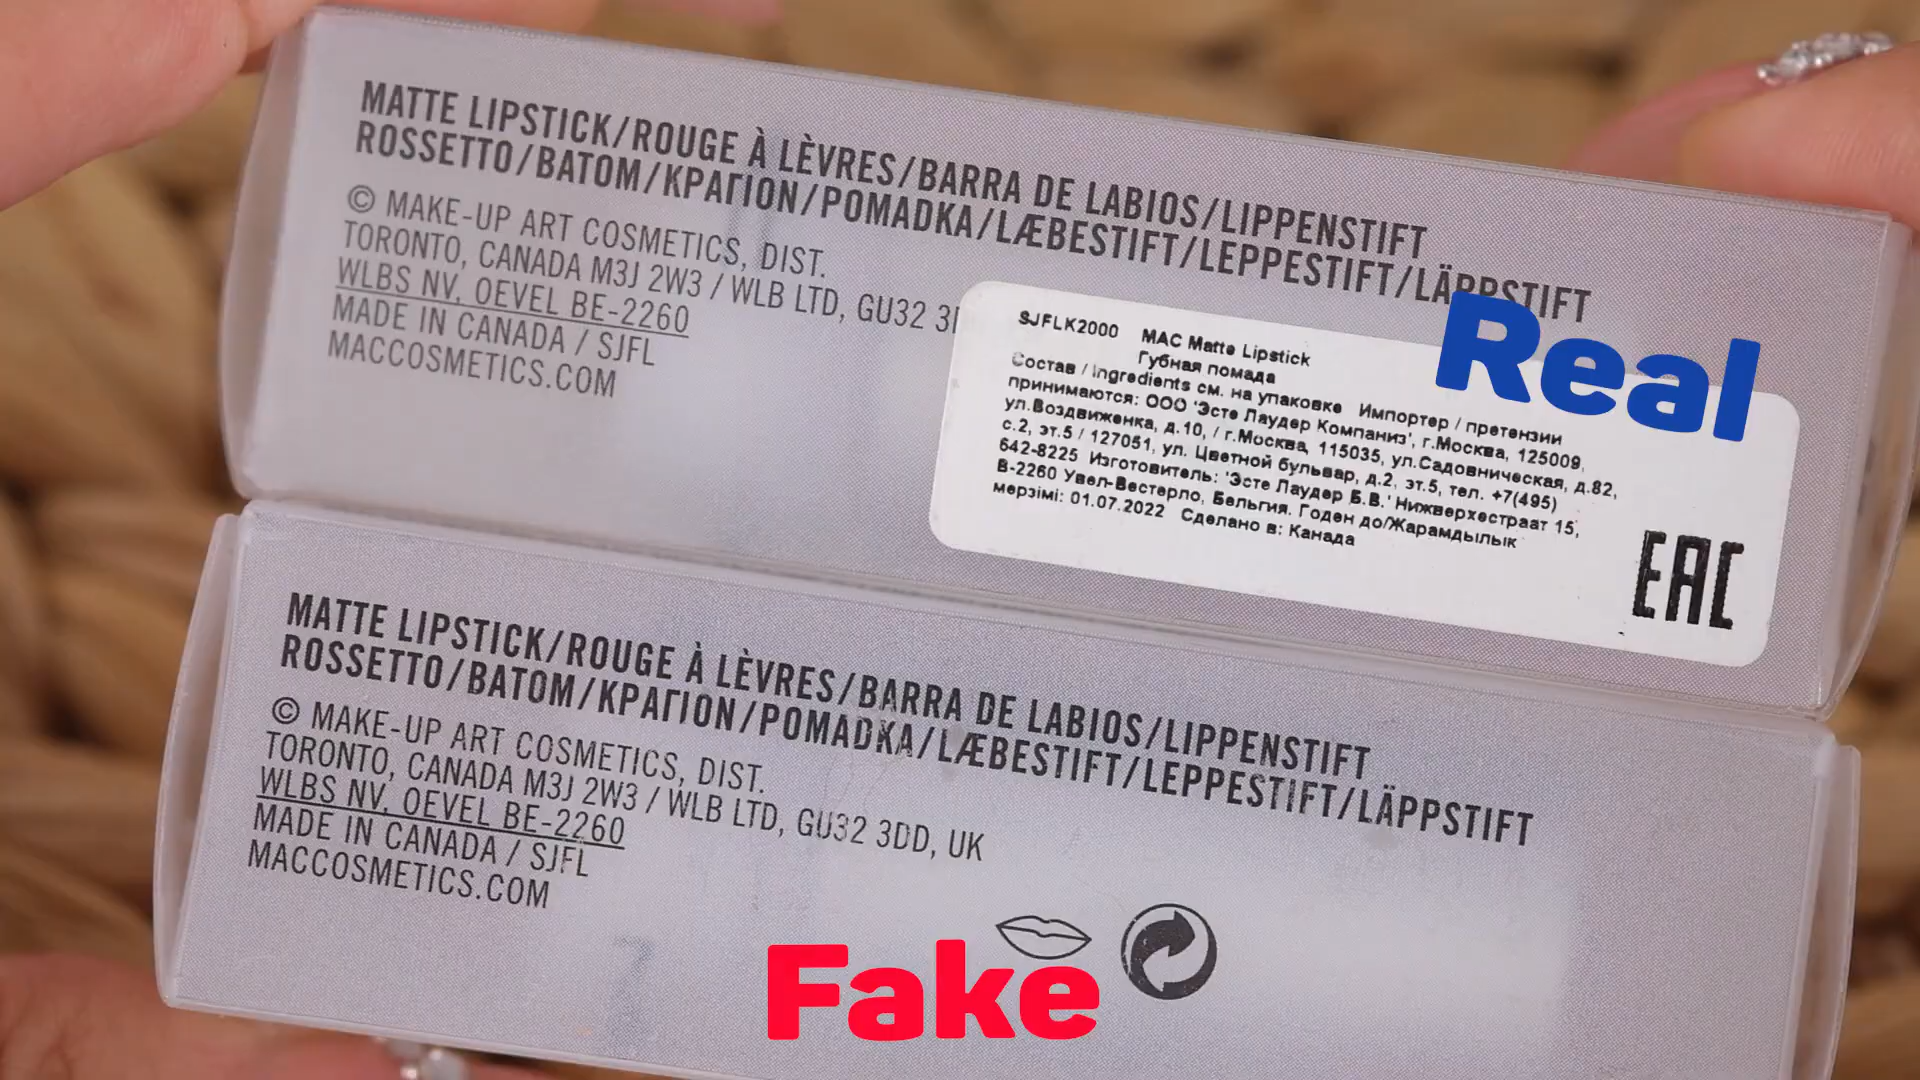 MATTE LIPSTICK/ROUGE À LÈVRES/BARRA DE LABIOS/LIPPENSTIFT
ROSSETTO/BATOM/ΚΡΑΓΙΟΝ/POMADKA/LÆBESTIFT/LEPPESTIFT/LÄPPSTIFT
© MAKE-UP ART COSMETICS, DIST.
TORONTO, CANADA M3J 2W3 / WLB LTD, GU32
WLBS NV, OEVEL BE-2260
MADE IN CANADA / SJFL
MACCOSMETICS.COM
SJFLK2000 MAC Matte Lipstick
Губная помада
Состав / Ingredients см. на упаковке Импортер / претензии
принимаются: ООО 'Эсте Лаудер Компаниз', г.Москва, 125009,
ул.Воздвиженка, д.10, / г.Москва, 115035, ул.Садовническая, д.82,
с.2, эт.5 / 127051, ул. Цветной бульвар, д.2, эт.5, тел. +7(495)
642-8225 Изготовитель: 'Эсте Лаудер Б.В.' Нижверхестраат 15,
B-2260 Увел-Вестерло, Бельгия. Годен до/Жарамдылык
мерзімі: 01.07.2022 Сделано в: Канада
EAC
Real
MATTE LIPSTICK/ROUGE À LÈVRES/BARRA DE LABIOS/LIPPENSTIFT
ROSSETTO/BATOM/ΚΡΑΓΙΟΝ/POMADKA/LÆBESTIFT/LEPPESTIFT/LÄPPSTIFT
© MAKE-UP ART COSMETICS, DIST.
TORONTO, CANADA M3J 2W3 / WLB LTD, GU32 3DD, UK
WLBS NV, OEVEL BE-2260
MADE IN CANADA / SJFL
MACCOSMETICS.COM
Fake